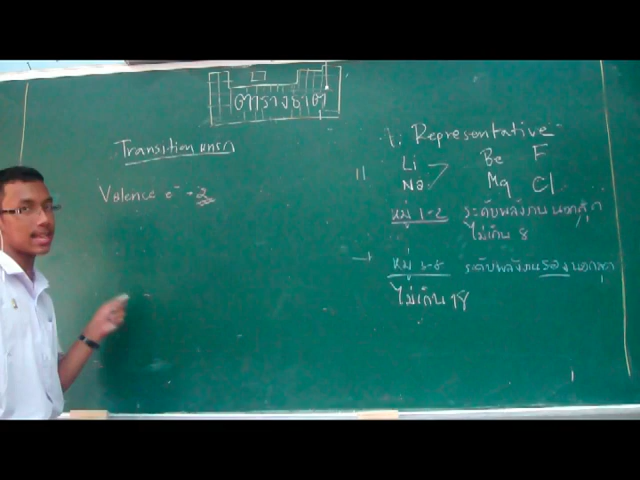 ตารางธาตุ
Transition
Valence e⁻ = 2
1. Representative
Li Be F
Na Mg Cl
หมู่ 1-2 ระดับพลังงานนอกสุด
ไม่เกิน 8
หมู่ 3-8 ระดับพลังงานรองนอกสุด
ไม่เกิน 18